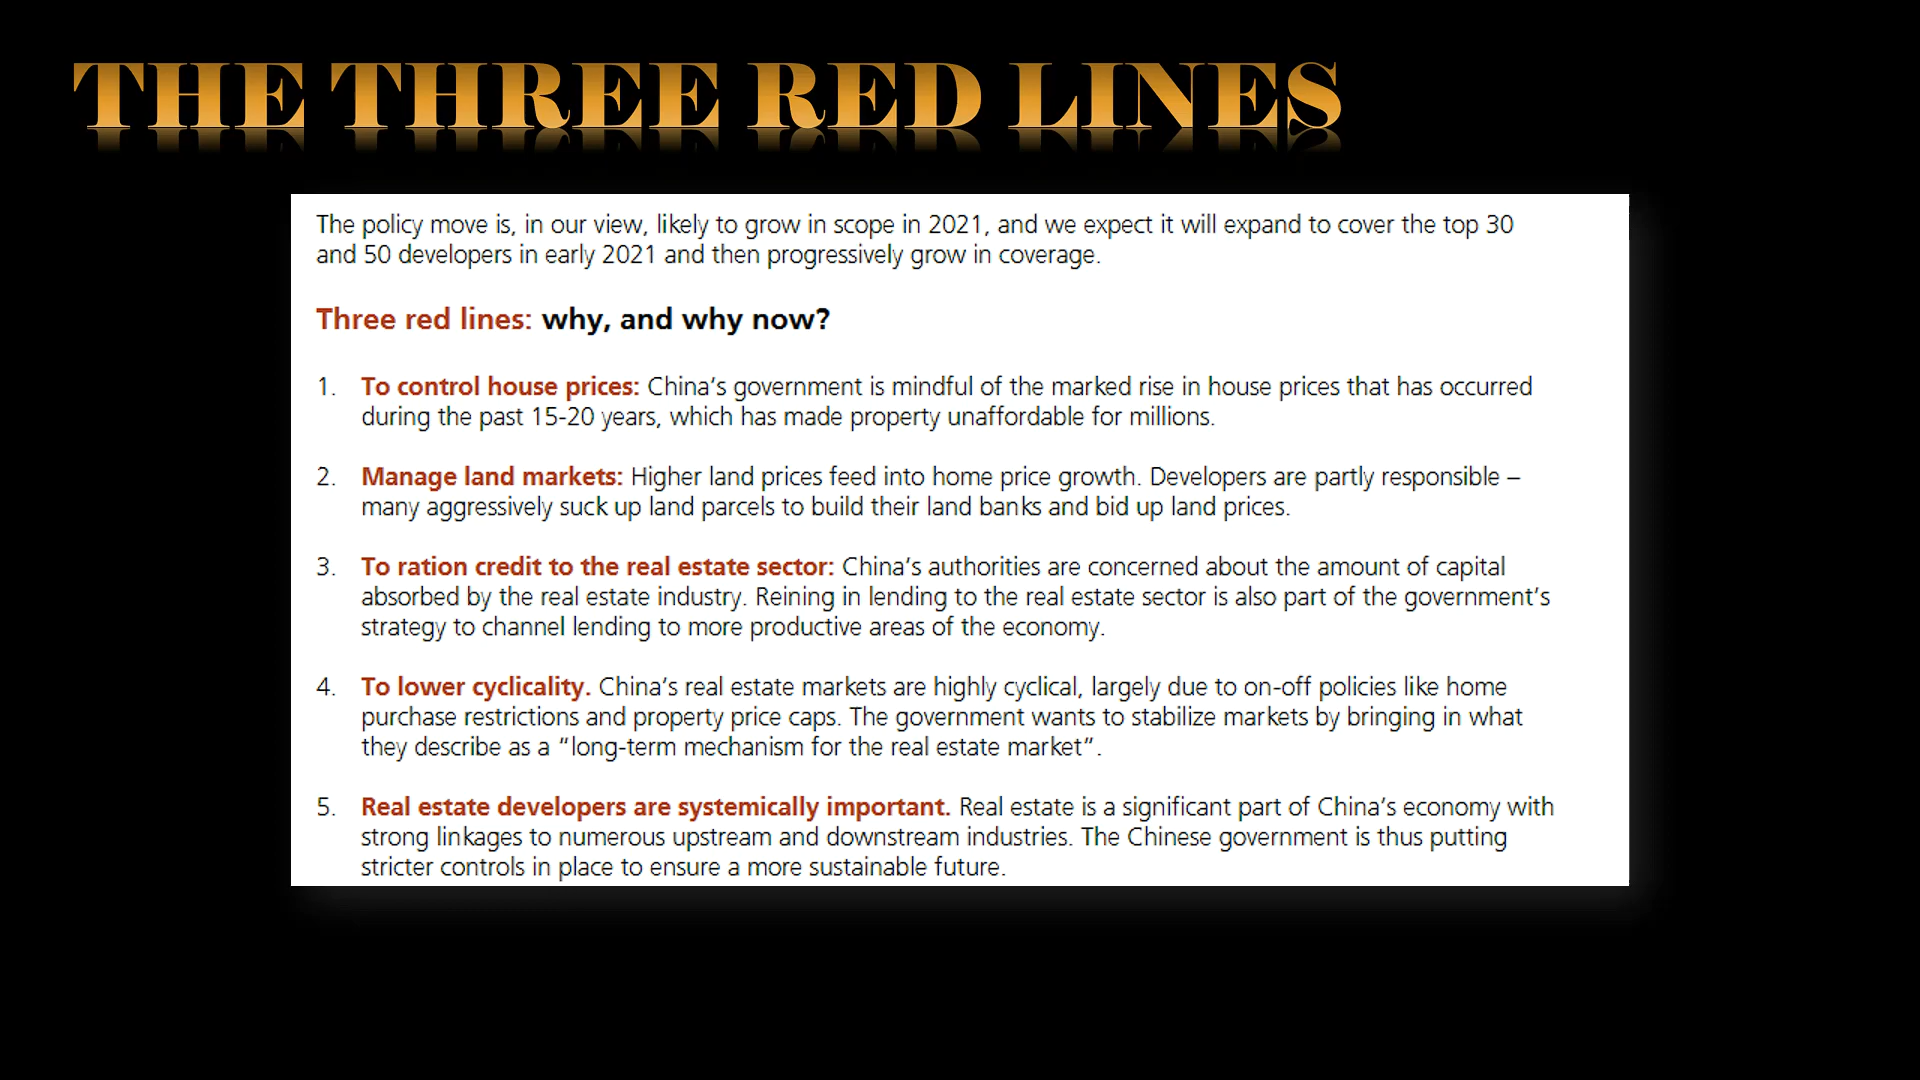 THE THREE RED LINES
The policy move is, in our view, likely to grow in scope in 2021, and we expect it will expand to cover the top 30
and 50 developers in early 2021 and then progressively grow in coverage.
Three red lines: why, and why now?
1. To control house prices: China's government is mindful of the marked rise in house prices that has occurred
during the past 15-20 years, which has made property unaffordable for millions.
2. Manage land markets: Higher land prices feed into home price growth. Developers are partly responsible –
many aggressively suck up land parcels to build their land banks and bid up land prices.
3. To ration credit to the real estate sector: China's authorities are concerned about the amount of capital
absorbed by the real estate industry. Reining in lending to the real estate sector is also part of the government's
strategy to channel lending to more productive areas of the economy.
4. To lower cyclicality. China's real estate markets are highly cyclical, largely due to on-off policies like home
purchase restrictions and property price caps. The government wants to stabilize markets by bringing in what
they describe as a “long-term mechanism for the real estate market”.
5. Real estate developers are systemically important. Real estate is a significant part of China's economy with
strong linkages to numerous upstream and downstream industries. The Chinese government is thus putting
stricter controls in place to ensure a more sustainable future.